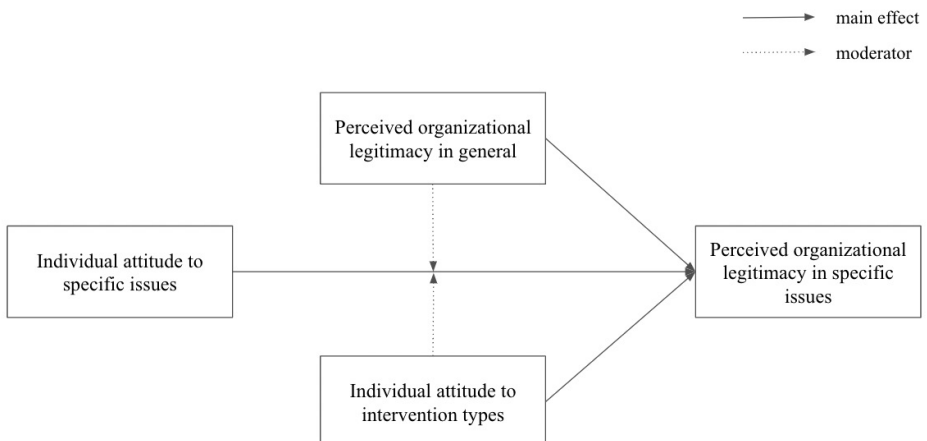 main effect
moderator
Perceived organizational
legitimacy in general
Individual attitude to
specific issues
Perceived organizational
legitimacy in specific
issues
Individual attitude to
intervention types